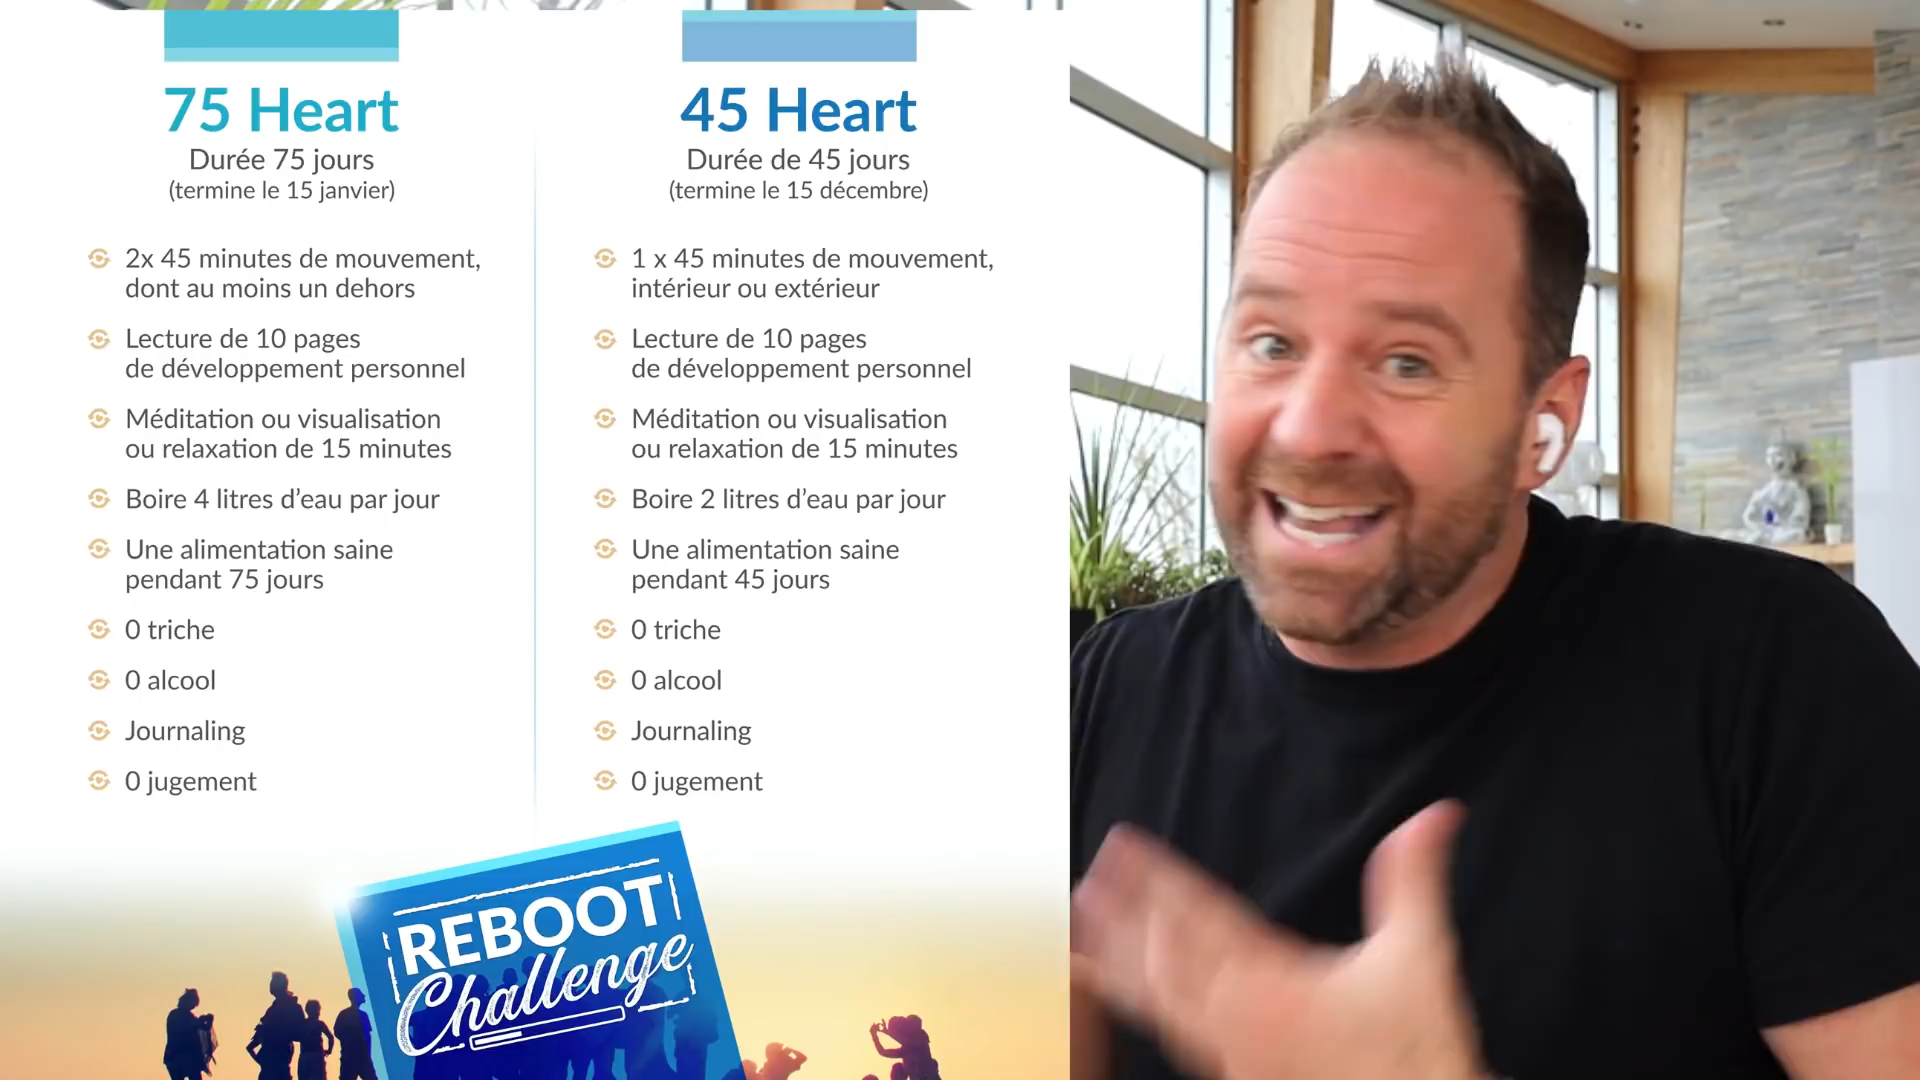 75 Heart
Durée 75 jours
(termine le 15 janvier)
2x 45 minutes de mouvement,
dont au moins un dehors
Lecture de 10 pages
de développement personnel
Méditation ou visualisation
ou relaxation de 15 minutes
Boire 4 litres d’eau par jour
Une alimentation saine
pendant 75 jours
0 triche
0 alcool
Journaling
0 jugement
45 Heart
Durée de 45 jours
(termine le 15 décembre)
1 x 45 minutes de mouvement,
intérieur ou extérieur
Lecture de 10 pages
de développement personnel
Méditation ou visualisation
ou relaxation de 15 minutes
Boire 2 litres d’eau par jour
Une alimentation saine
pendant 45 jours
0 triche
0 alcool
Journaling
0 jugement
REBOOT
Challenge